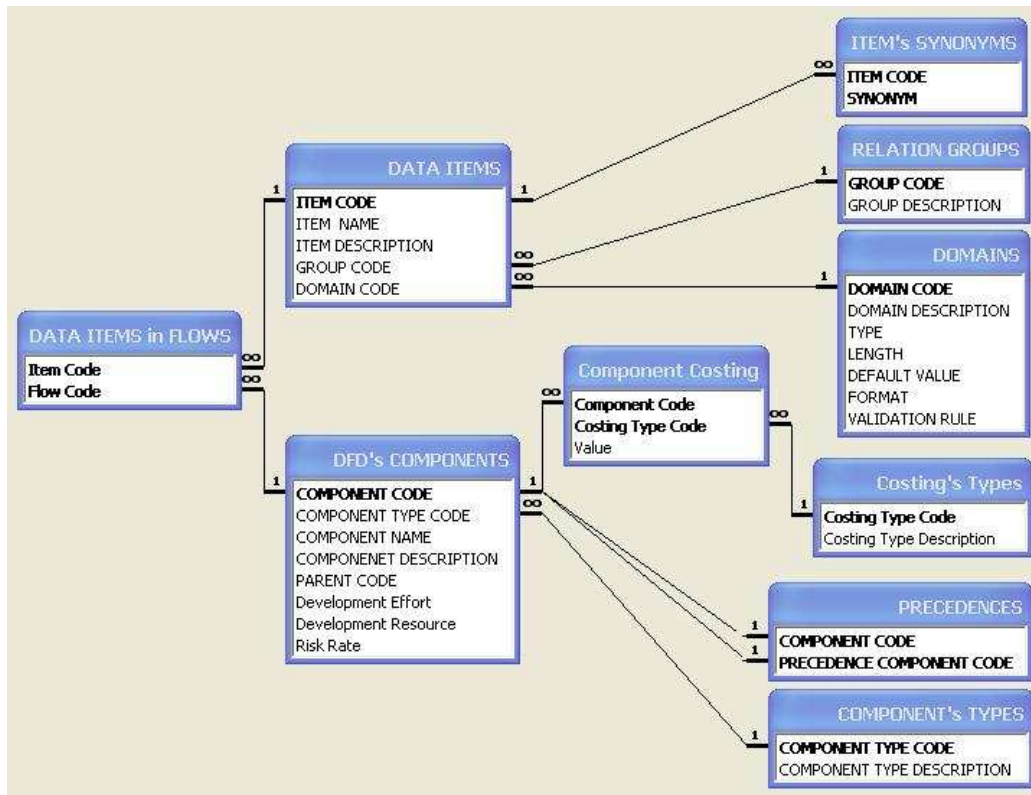 ITEM's SYNONYMS
ITEM CODE
SYNONYM
RELATION GROUPS
GROUP CODE
GROUP DESCRIPTION
DATA ITEMS
ITEM CODE
ITEM NAME
ITEM DESCRIPTION
GROUP CODE
DOMAIN CODE
DOMAINS
DOMAIN CODE
DOMAIN DESCRIPTION
TYPE
LENGTH
DEFAULT VALUE
FORMAT
VALIDATION RULE
DATA ITEMS in FLOWS
Item Code
Flow Code
Component Costing
Component Code
Costing Type Code
Value
DFD's COMPONENTS
COMPONENT CODE
COMPONENT TYPE CODE
COMPONENT NAME
COMPONENET DESCRIPTION
PARENT CODE
Development Effort
Development Resource
Risk Rate
Costing's Types
Costing Type Code
Costing Type Description
PRECEDENCES
COMPONENT CODE
PRECEDENCE COMPONENT CODE
COMPONENT's TYPES
COMPONENT TYPE CODE
COMPONENT TYPE DESCRIPTION
∞
1
1
1
1
∞
∞
1
∞
∞
1
1
∞
∞
∞
1
1
1
1